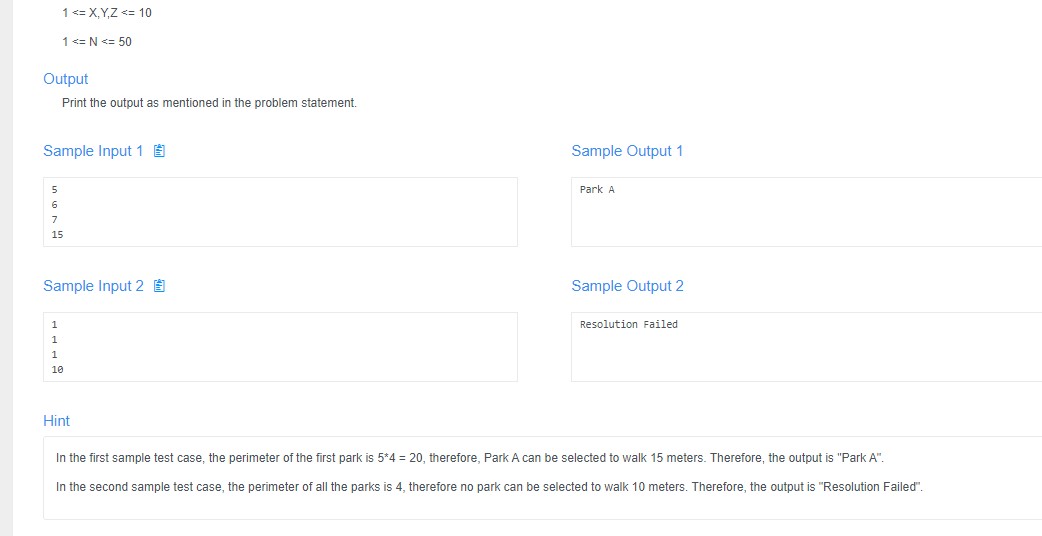 1 <= X,Y,Z <= 10
1 <= N <= 50
Output
Print the output as mentioned in the problem statement.
Sample Input 1
Sample Output 1
5
6
7
15
Park A
Sample Input 2
Sample Output 2
1
1
1
10
Resolution Failed
Hint
In the first sample test case, the perimeter of the first park is 5*4 = 20, therefore, Park A can be selected to walk 15 meters. Therefore, the output is "Park A".
In the second sample test case, the perimeter of all the parks is 4, therefore no park can be selected to walk 10 meters. Therefore, the output is "Resolution Failed".